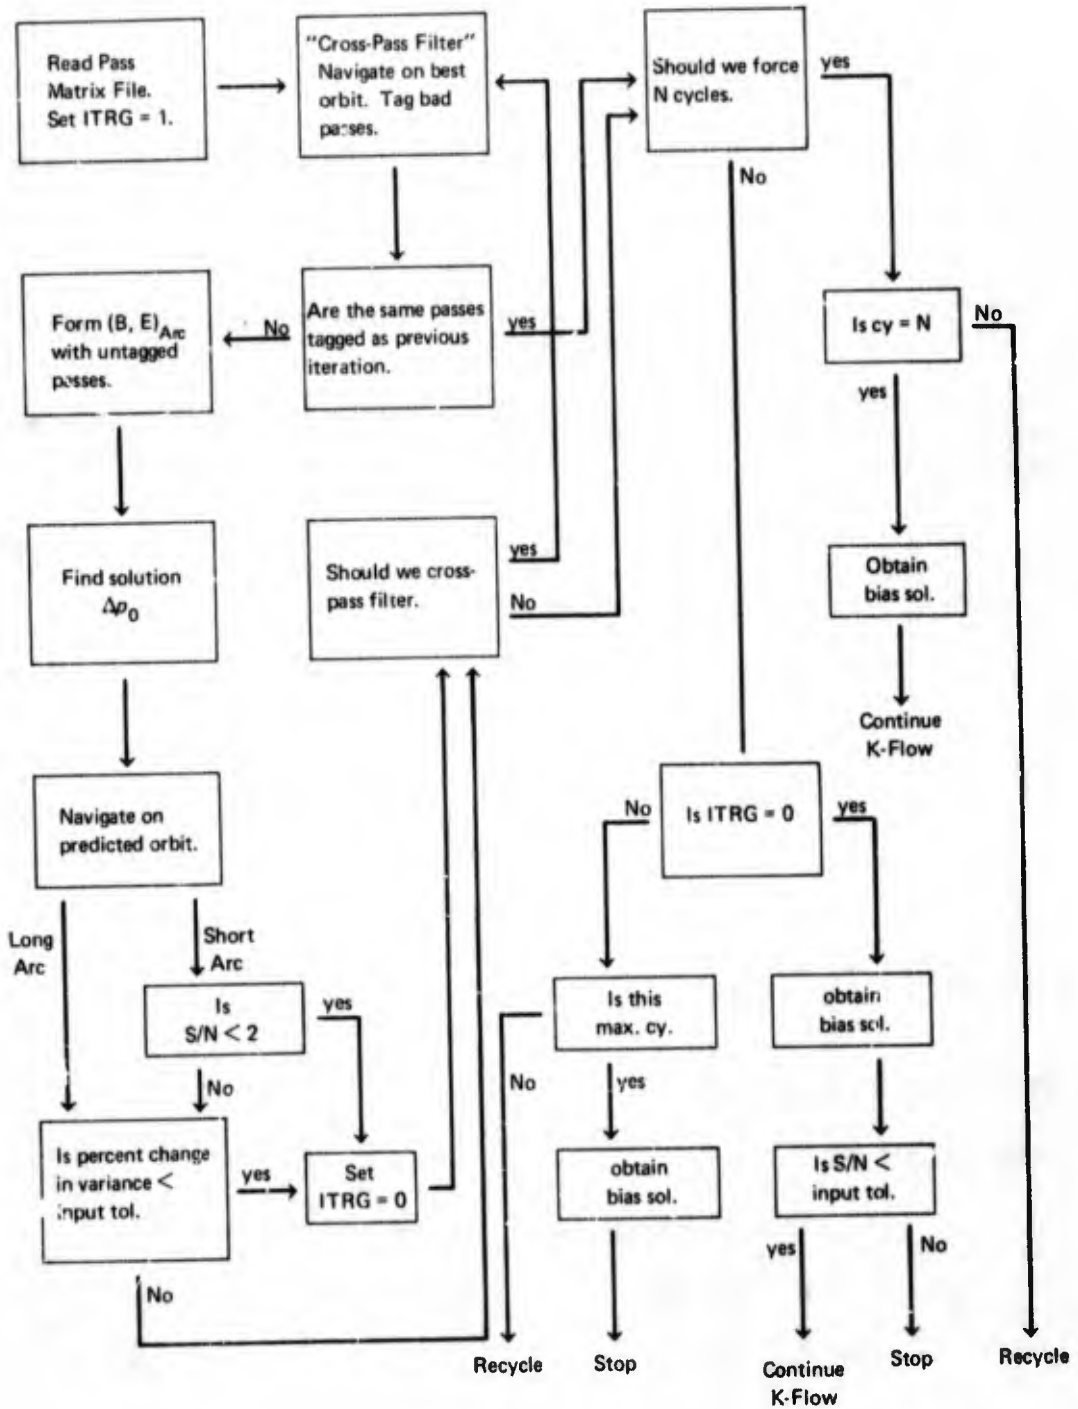 Read Pass
Matrix File.
Set ITRG = 1.
"Cross-Pass Filter"
Navigate on best
orbit. Tag bad
passes.
Should we force
N cycles.
yes
No
Form (B, E)Arc
with untagged
passes.
No
Are the same passes
tagged as previous
iteration.
yes
Is cy = N
No
yes
Find solution
Δp0
Should we cross-
pass filter.
yes
No
Obtain
bias sol.
Continue
K-Flow
Navigate on
predicted orbit.
No
Is ITRG = 0
yes
Long
Arc
Short
Arc
Is
S/N < 2
yes
No
Is this
max. cy.
No
yes
obtain
bias sol.
Is percent change
in variance <
input tol.
yes
No
Set
ITRG = 0
obtain
bias sol.
Is S/N <
input tol.
yes
No
Recycle
Stop
Continue
K-Flow
Stop
Recycle